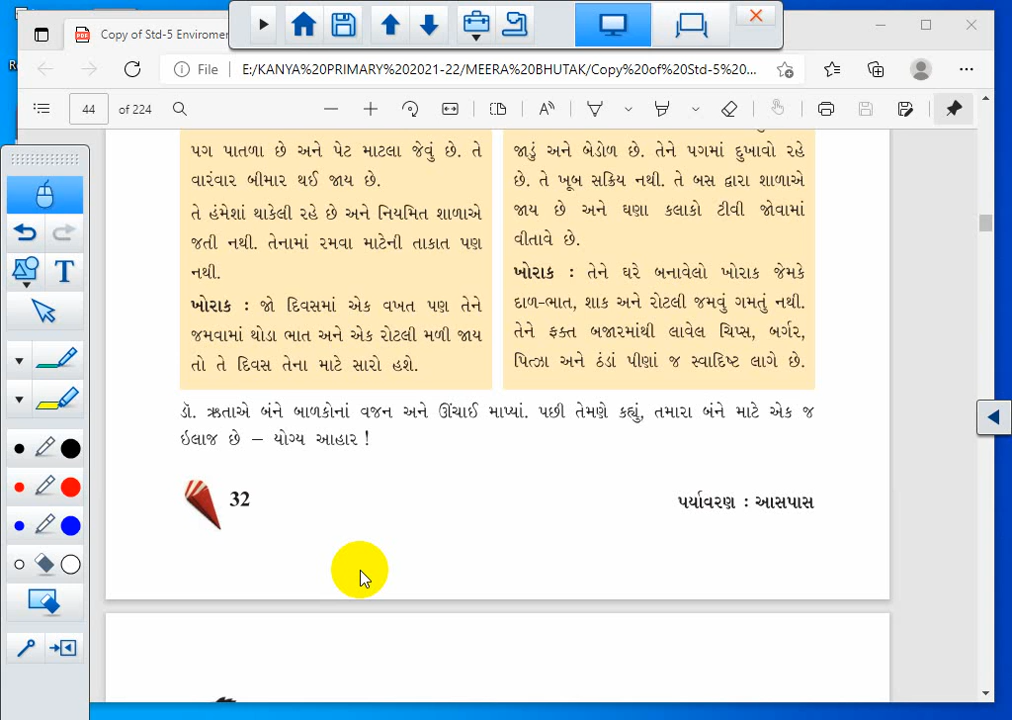 Copy of Std-5 Envirome
File
E:/KANYA%20PRIMARY%202021-22/MEERA%20BHUTAK/Copy%20of%20Std-5%20...
44
of 224
T
પગ પાતળા છે અને પેટ માટલા જેવું છે. તે
વારંવાર બીમાર થઈ જાય છે.
તે હંમેશાં થાકેલી રહે છે અને નિયમિત શાળાએ
જતી નથી. તેનામાં રમવા માટેની તાકાત પણ
નથી.
ખોરાક : જો દિવસમાં એક વખત પણ તેને
જમવામાં થોડા ભાત અને એક રોટલી મળી જાય
તો તે દિવસ તેના માટે સારો હશે.
જાડું અને બેડોળ છે. તેને પગમાં દુખાવો રહે
છે. તે ખૂબ સક્રિય નથી. તે બસ દ્વારા શાળાએ
જાય છે અને ઘણા કલાકો ટીવી જોવામાં
વીતાવે છે.
ખોરાક : તેને ઘરે બનાવેલો ખોરાક જેમકે
દાળ-ભાત, શાક અને રોટલી જમવું ગમતું નથી.
તેને ફક્ત બજારમાંથી લાવેલ ચિપ્સ, બર્ગર,
પિત્ઝા અને ઠંડાં પીણાં જ સ્વાદિષ્ટ લાગે છે.
ડૉ. ઋતાએ બંને બાળકોનાં વજન અને ઊંચાઈ માપ્યાં. પછી તેમણે કહ્યું, તમારા બંને માટે એક જ
ઇલાજ છે – યોગ્ય આહાર !
32
પર્યાવરણ : આસપાસ